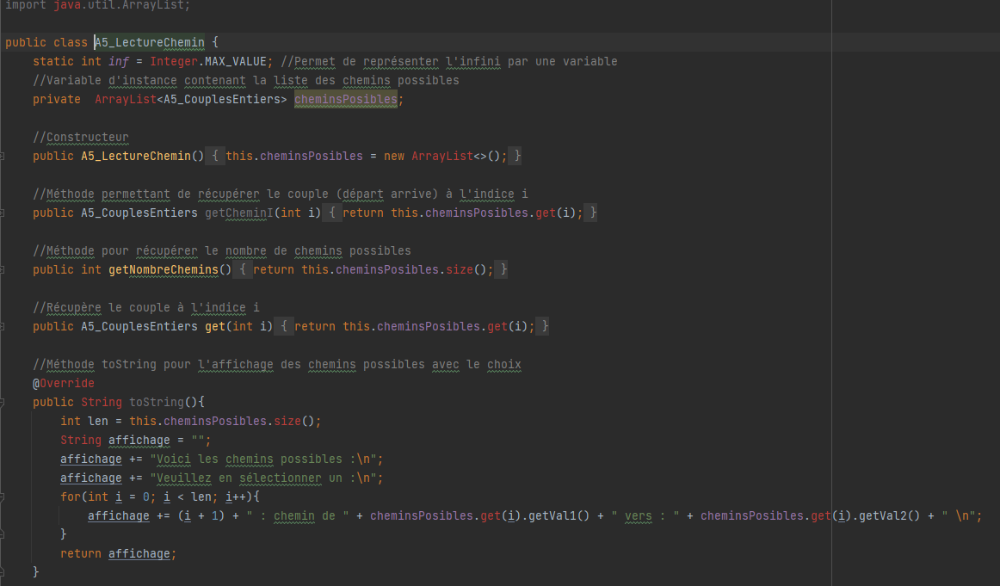 import java.util.ArrayList;
public class A5_LectureChemin {
static int inf = Integer.MAX_VALUE; //Permet de représenter l'infini par une variable
//Variable d'instance contenant la liste des chemins possibles
private  ArrayList<A5_CouplesEntiers> cheminsPosibles;
//Constructeur
public A5_LectureChemin() { this.cheminsPosibles = new ArrayList<>(); }
//Méthode permettant de récupérer le couple (départ arrive) à l'indice i
public A5_CouplesEntiers getCheminI(int i) { return this.cheminsPosibles.get(i); }
//Méthode pour récupérer le nombre de chemins possibles
public int getNombreChemins() { return this.cheminsPosibles.size(); }
//Récupère le couple à l'indice i
public A5_CouplesEntiers get(int i) { return this.cheminsPosibles.get(i); }
//Méthode toString pour l'affichage des chemins possibles avec le choix
@Override
public String toString(){
int len = this.cheminsPosibles.size();
String affichage = "";
affichage += "Voici les chemins possibles :\n";
affichage += "Veuillez en sélectionner un :\n";
for(int i = 0; i < len; i++){
affichage += (i + 1) + " : chemin de " + cheminsPosibles.get(i).getVal1() + " vers : " + cheminsPosibles.get(i).getVal2() + " \n";
}
return affichage;
}